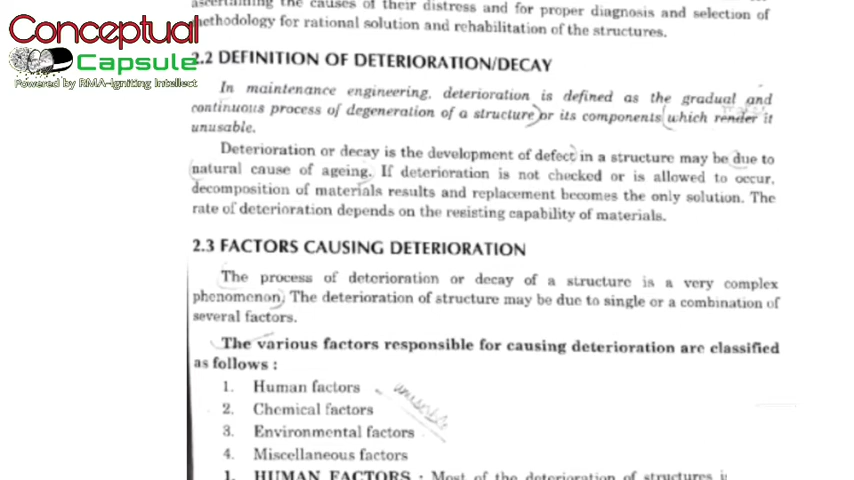 Conceptual
Capsule
Powered by RMA-Igniting Intellect
ascertaining the causes of their distress and for proper diagnosis and selection of
methodology for rational solution and rehabilitation of the structures.
2.2 DEFINITION OF DETERIORATION/DECAY
In maintenance engineering, deterioration is defined as the gradual and
continuous process of degeneration of a structure or its components which render it
unusable.
Deterioration or decay is the development of defect in a structure may be due to
natural cause of ageing. If deterioration is not checked or is allowed to occur,
decomposition of materials results and replacement becomes the only solution. The
rate of deterioration depends on the resisting capability of materials.
2.3 FACTORS CAUSING DETERIORATION
The process of deterioration or decay of a structure is a very complex
phenomenon. The deterioration of structure may be due to single or a combination of
several factors.
The various factors responsible for causing deterioration are classified
as follows :
1. Human factors
2. Chemical factors
3. Environmental factors
4. Miscellaneous factors
1. HUMAN FACTORS : Most of the deterioration of structures